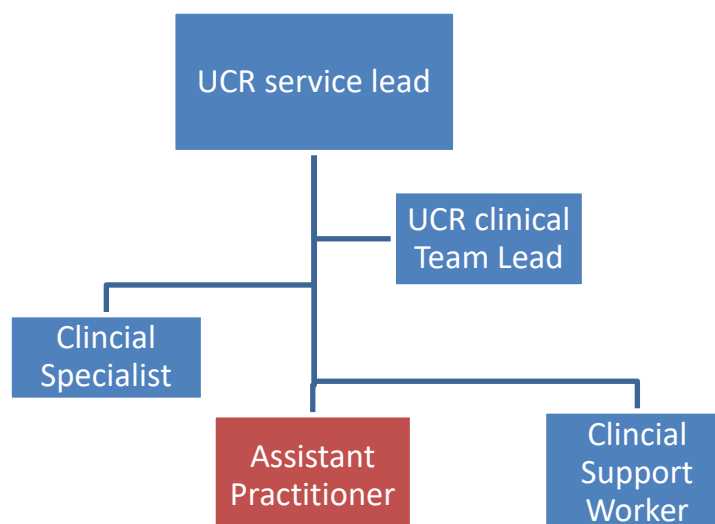 UCR service lead
UCR clinical
Team Lead
Clincial
Specialist
Assistant
Practitioner
Clincial
Support
Worker